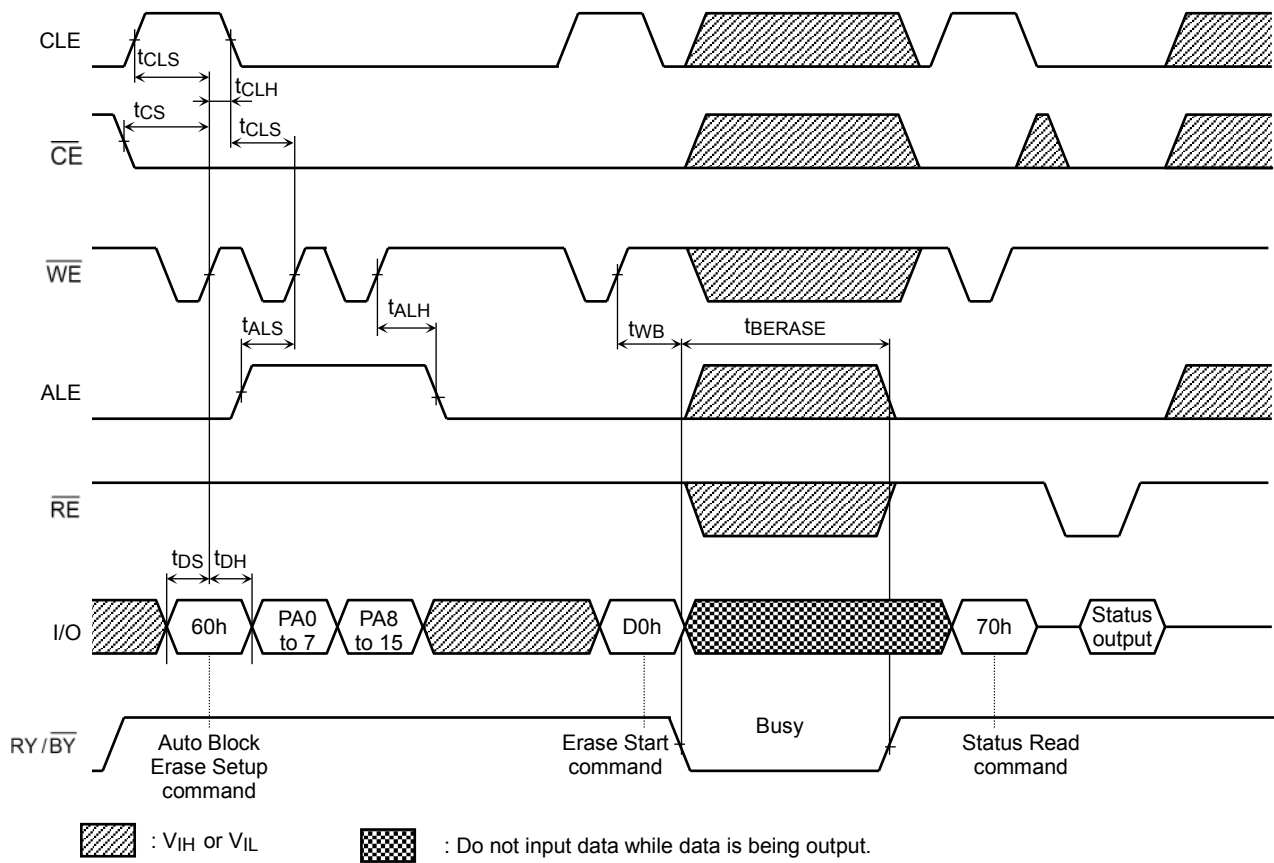 CLE
tCLS
tCLH
tCS
tCLS
CE
WE
tALS
tALH
tWB
tBERASE
ALE
RE
tDS
tDH
I/O
60h
PA0
to 7
PA8
to 15
D0h
70h
Status
output
RY/BY
Busy
Auto Block
Erase Setup
command
Erase Start
command
Status Read
command
: VIH or VIL
: Do not input data while data is being output.